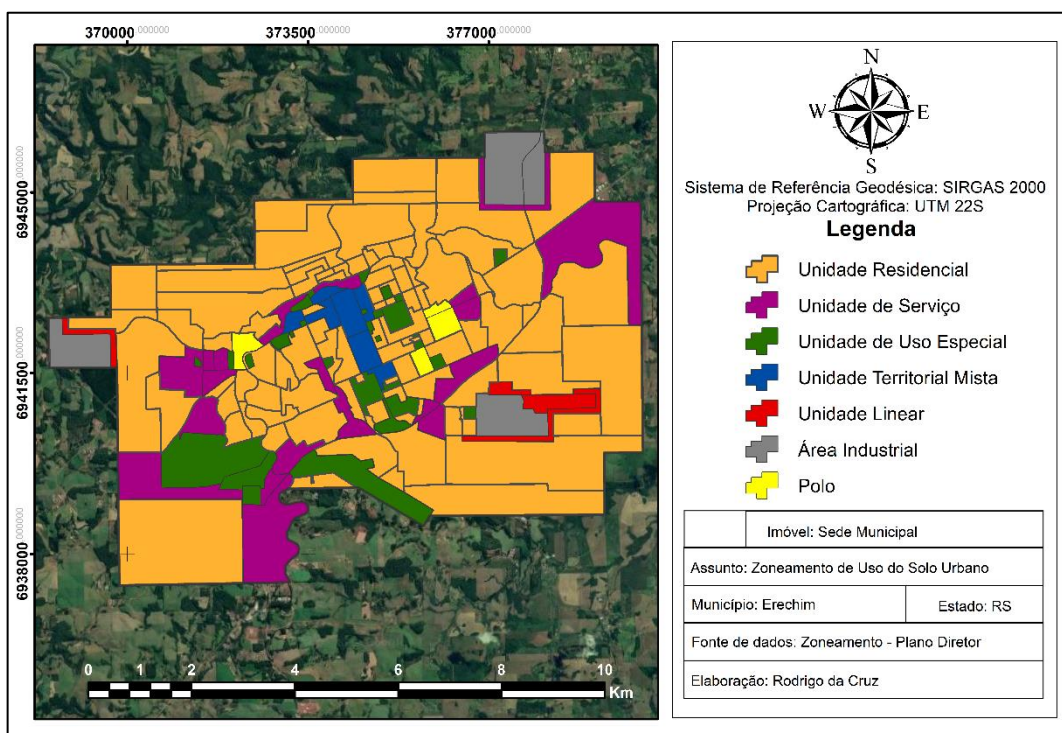 370000,000000 373500,000000 377000,000000
6945000,000000
6941500,000000
6938000,000000
0 1 2 4 6 8 10
Km
N
W E
S
Sistema de Referência Geodésica: SIRGAS 2000
Projeção Cartográfica: UTM 22S
Legenda
Unidade Residencial
Unidade de Serviço
Unidade de Uso Especial
Unidade Territorial Mista
Unidade Linear
Área Industrial
Polo
Imóvel: Sede Municipal
Assunto: Zoneamento de Uso do Solo Urbano
Município: Erechim Estado: RS
Fonte de dados: Zoneamento - Plano Diretor
Elaboração: Rodrigo da Cruz